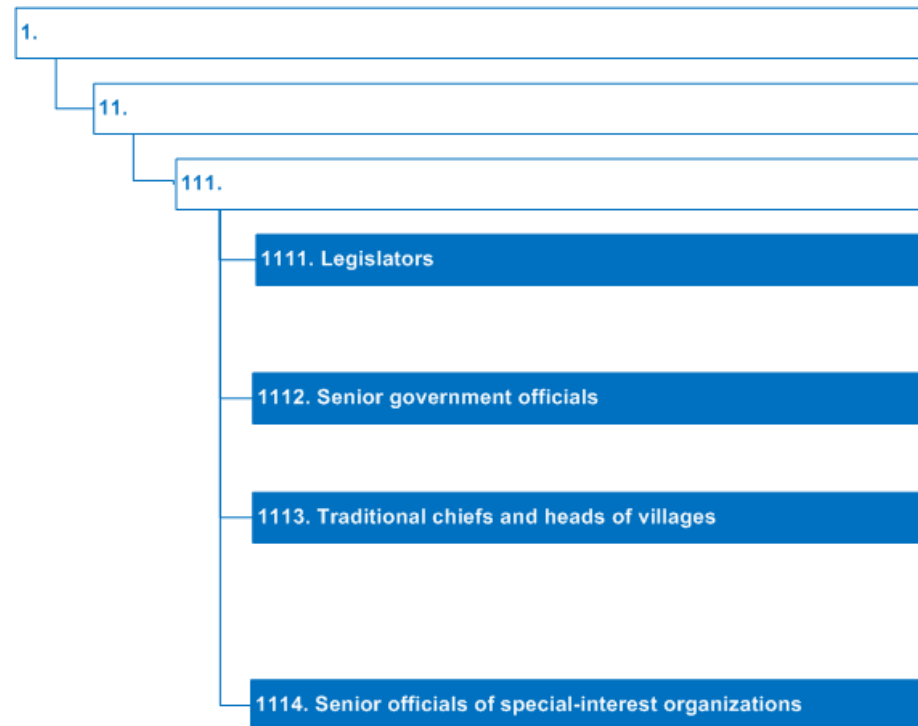 1.
11.
111.
1111. Legislators
1112. Senior government officials
1113. Traditional chiefs and heads of villages
1114. Senior officials of special-interest organizations